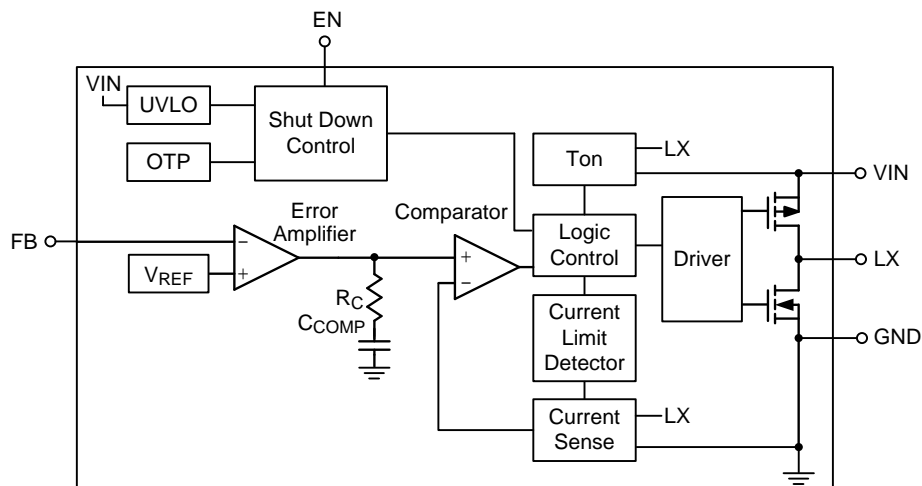 EN
VIN
UVLO
OTP
Shut Down
Control
Ton
LX
VIN
FB
Error
Amplifier
Comparator
−
+
VREF
+
−
Logic
Control
Driver
LX
RC
CCOMP
Current
Limit
Detector
GND
Current
Sense
LX